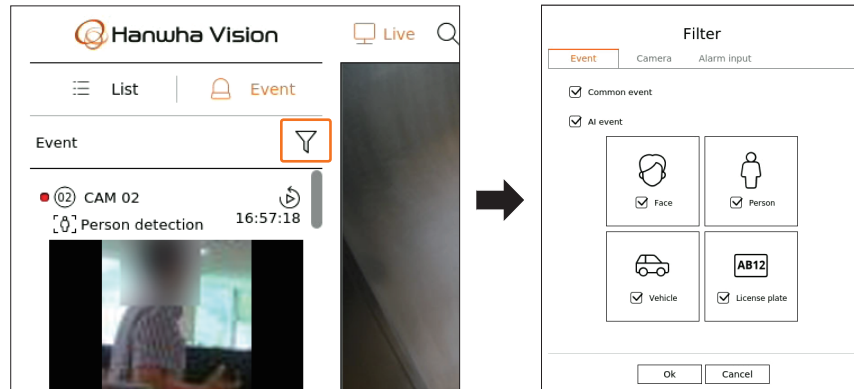 Hanwha Vision
Live
List
Event
Event
02 CAM 02
Person detection
16:57:18
Filter
Event Camera Alarm input
Common event
AI event
Face
Person
AB12
Vehicle
License plate
Ok
Cancel